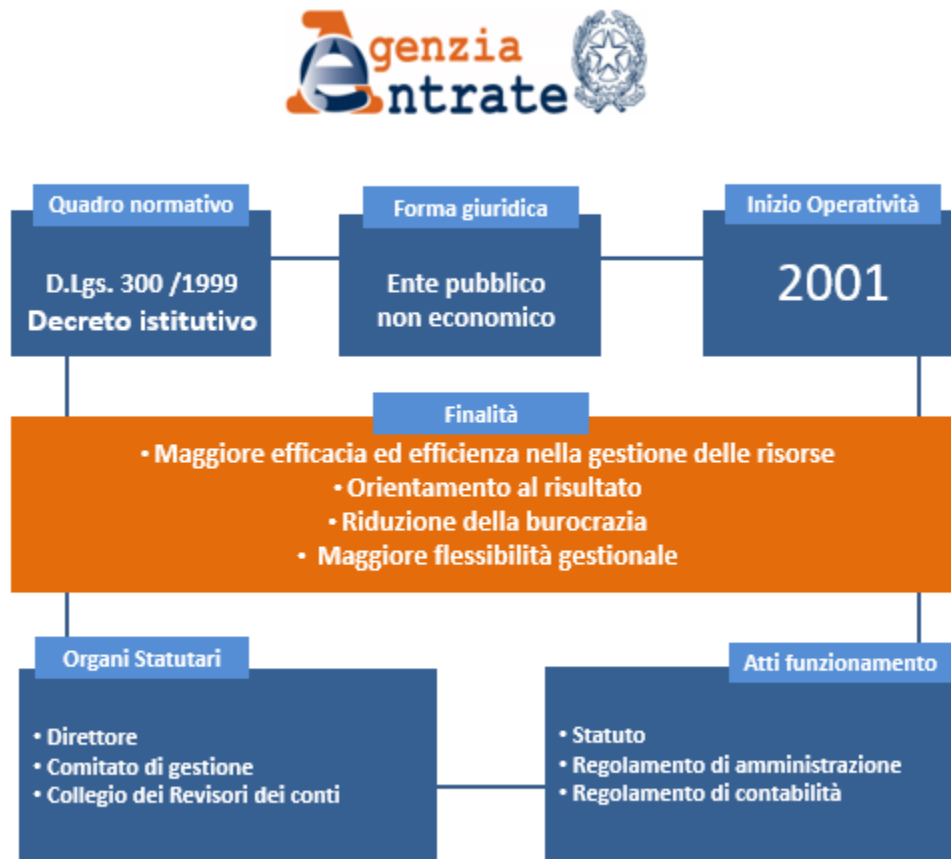 Agenzia
entrate
Quadro normativo
D.Lgs. 300 /1999
Decreto istitutivo
Forma giuridica
Ente pubblico
non economico
Inizio Operatività
2001
Finalità
• Maggiore efficacia ed efficienza nella gestione delle risorse
• Orientamento al risultato
• Riduzione della burocrazia
• Maggiore flessibilità gestionale
Organi Statutari
• Direttore
• Comitato di gestione
• Collegio dei Revisori dei conti
Atti funzionamento
• Statuto
• Regolamento di amministrazione
• Regolamento di contabilità